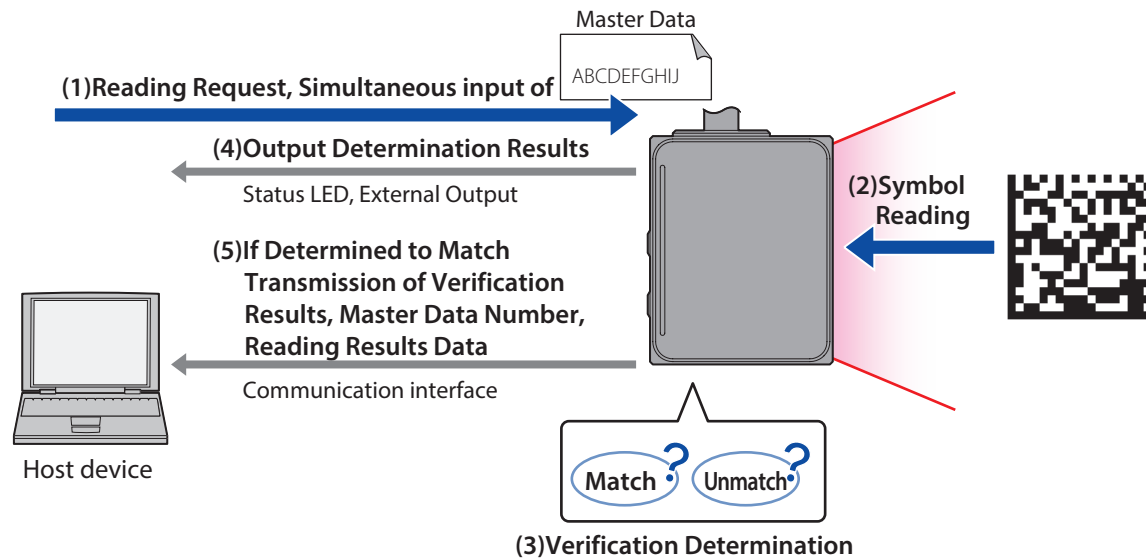 Master Data
ABCDEFGHIJ
(1)Reading Request, Simultaneous input of
(4)Output Determination Results
Status LED, External Output
(2)Symbol
Reading
(5)If Determined to Match
Transmission of Verification
Results, Master Data Number,
Reading Results Data
Communication interface
Host device
Match?
Unmatch?
(3)Verification Determination